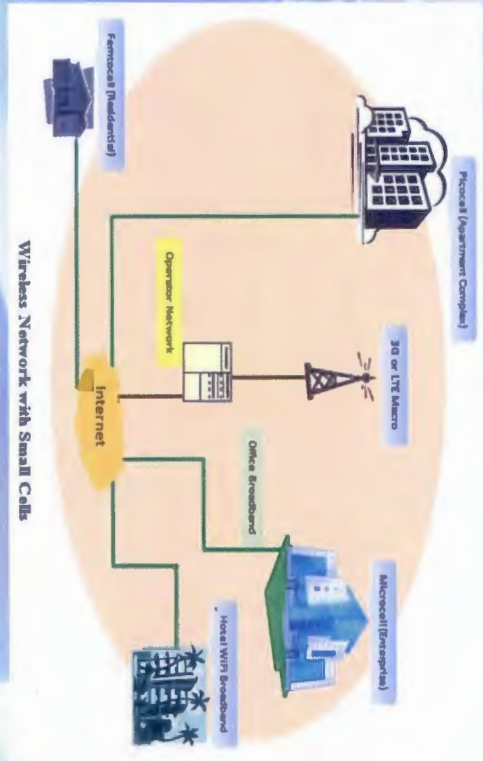 Picocell (Apartment Complex)
3G or LTE Macro
Microcell (Enterprise)
Femtocell (Residential)
Operator Network
Office Broadband
Hotel WiFi Broadband
Internet
Wireless Network with Small Cells